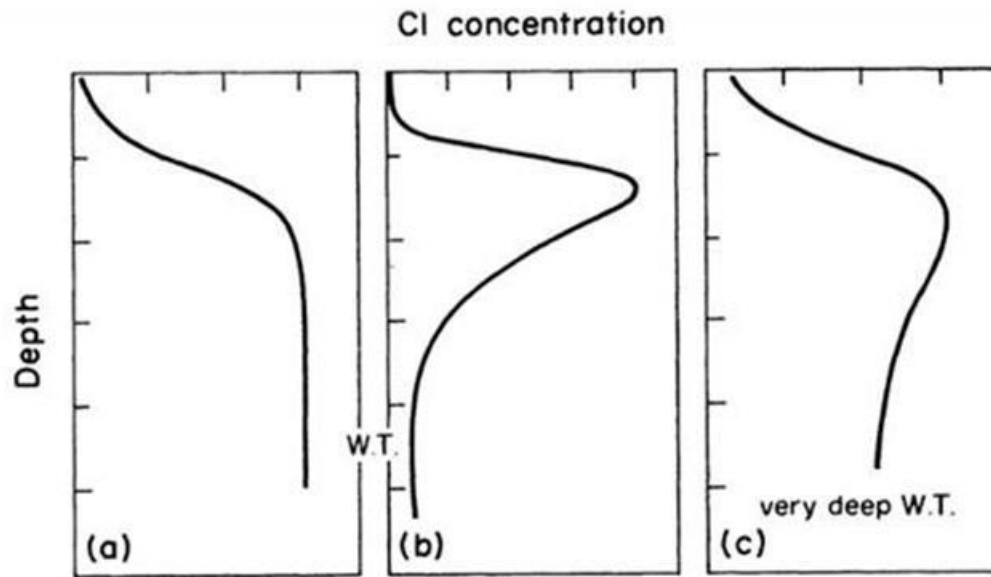 Cl concentration
Depth
W.T.
very deep W.T.
(a)
(b)
(c)